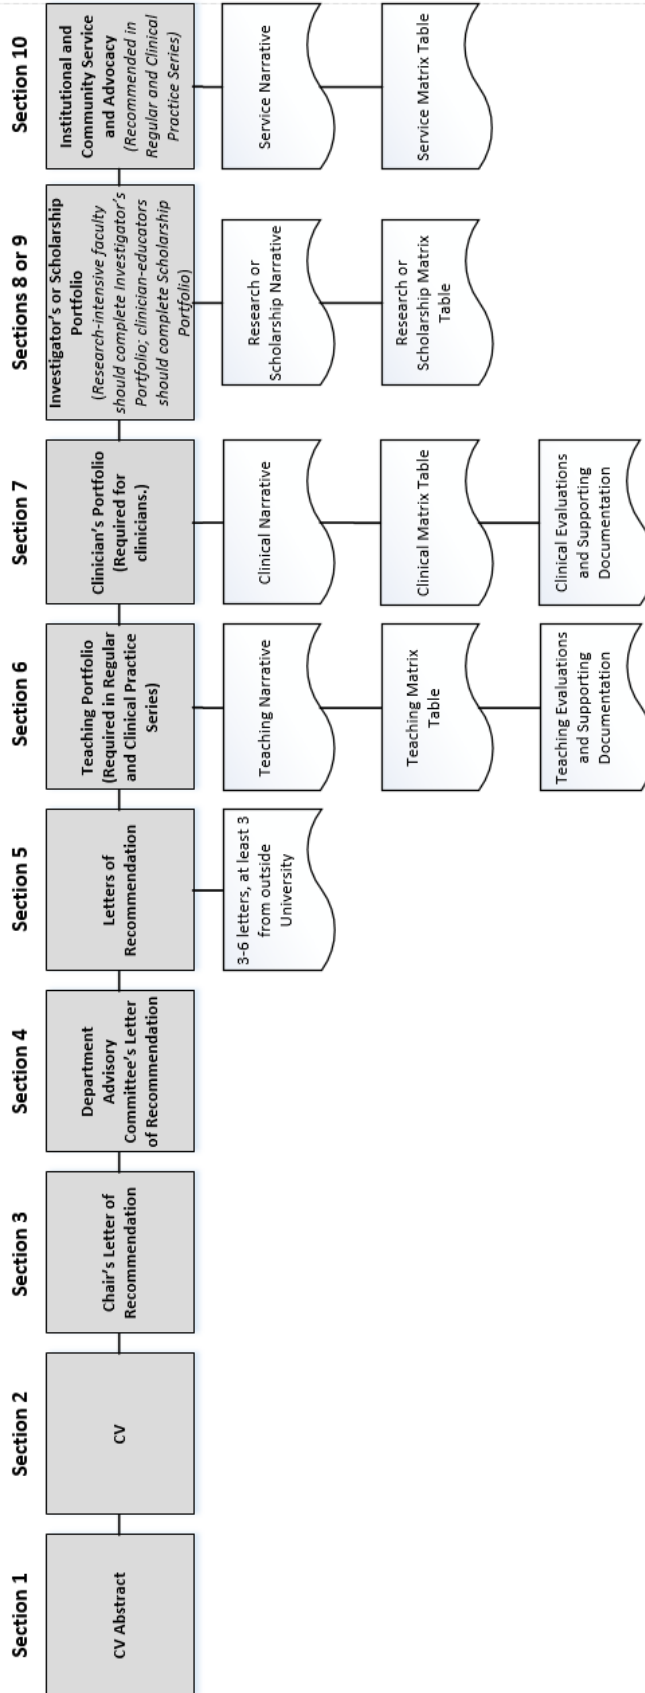 Section 1
CV Abstract
Section 2
CV
Section 3
Chair's Letter of
Recommendation
Section 4
Department
Advisory
Committee's Letter
of Recommendation
Section 5
Letters of
Recommendation
3-6 letters, at least 3
from outside
University
Section 6
Teaching Portfolio
(Required in Regular
and Clinical Practice
Series)
Teaching Narrative
Teaching Matrix
Table
Teaching Evaluations
and Supporting
Documentation
Section 7
Clinician's Portfolio
(Required for
clinicians.)
Clinical Narrative
Clinical Matrix Table
Clinical Evaluations
and Supporting
Documentation
Sections 8 or 9
Investigator's or Scholarship
Portfolio
(Research-intensive faculty
should complete Investigator's
Portfolio; clinician-educators
should complete Scholarship
Portfolio)
Research or
Scholarship Narrative
Research or
Scholarship Matrix
Table
Section 10
Institutional and
Community Service
and Advocacy
(Recommended in
Regular and Clinical
Practice Series)
Service Narrative
Service Matrix Table